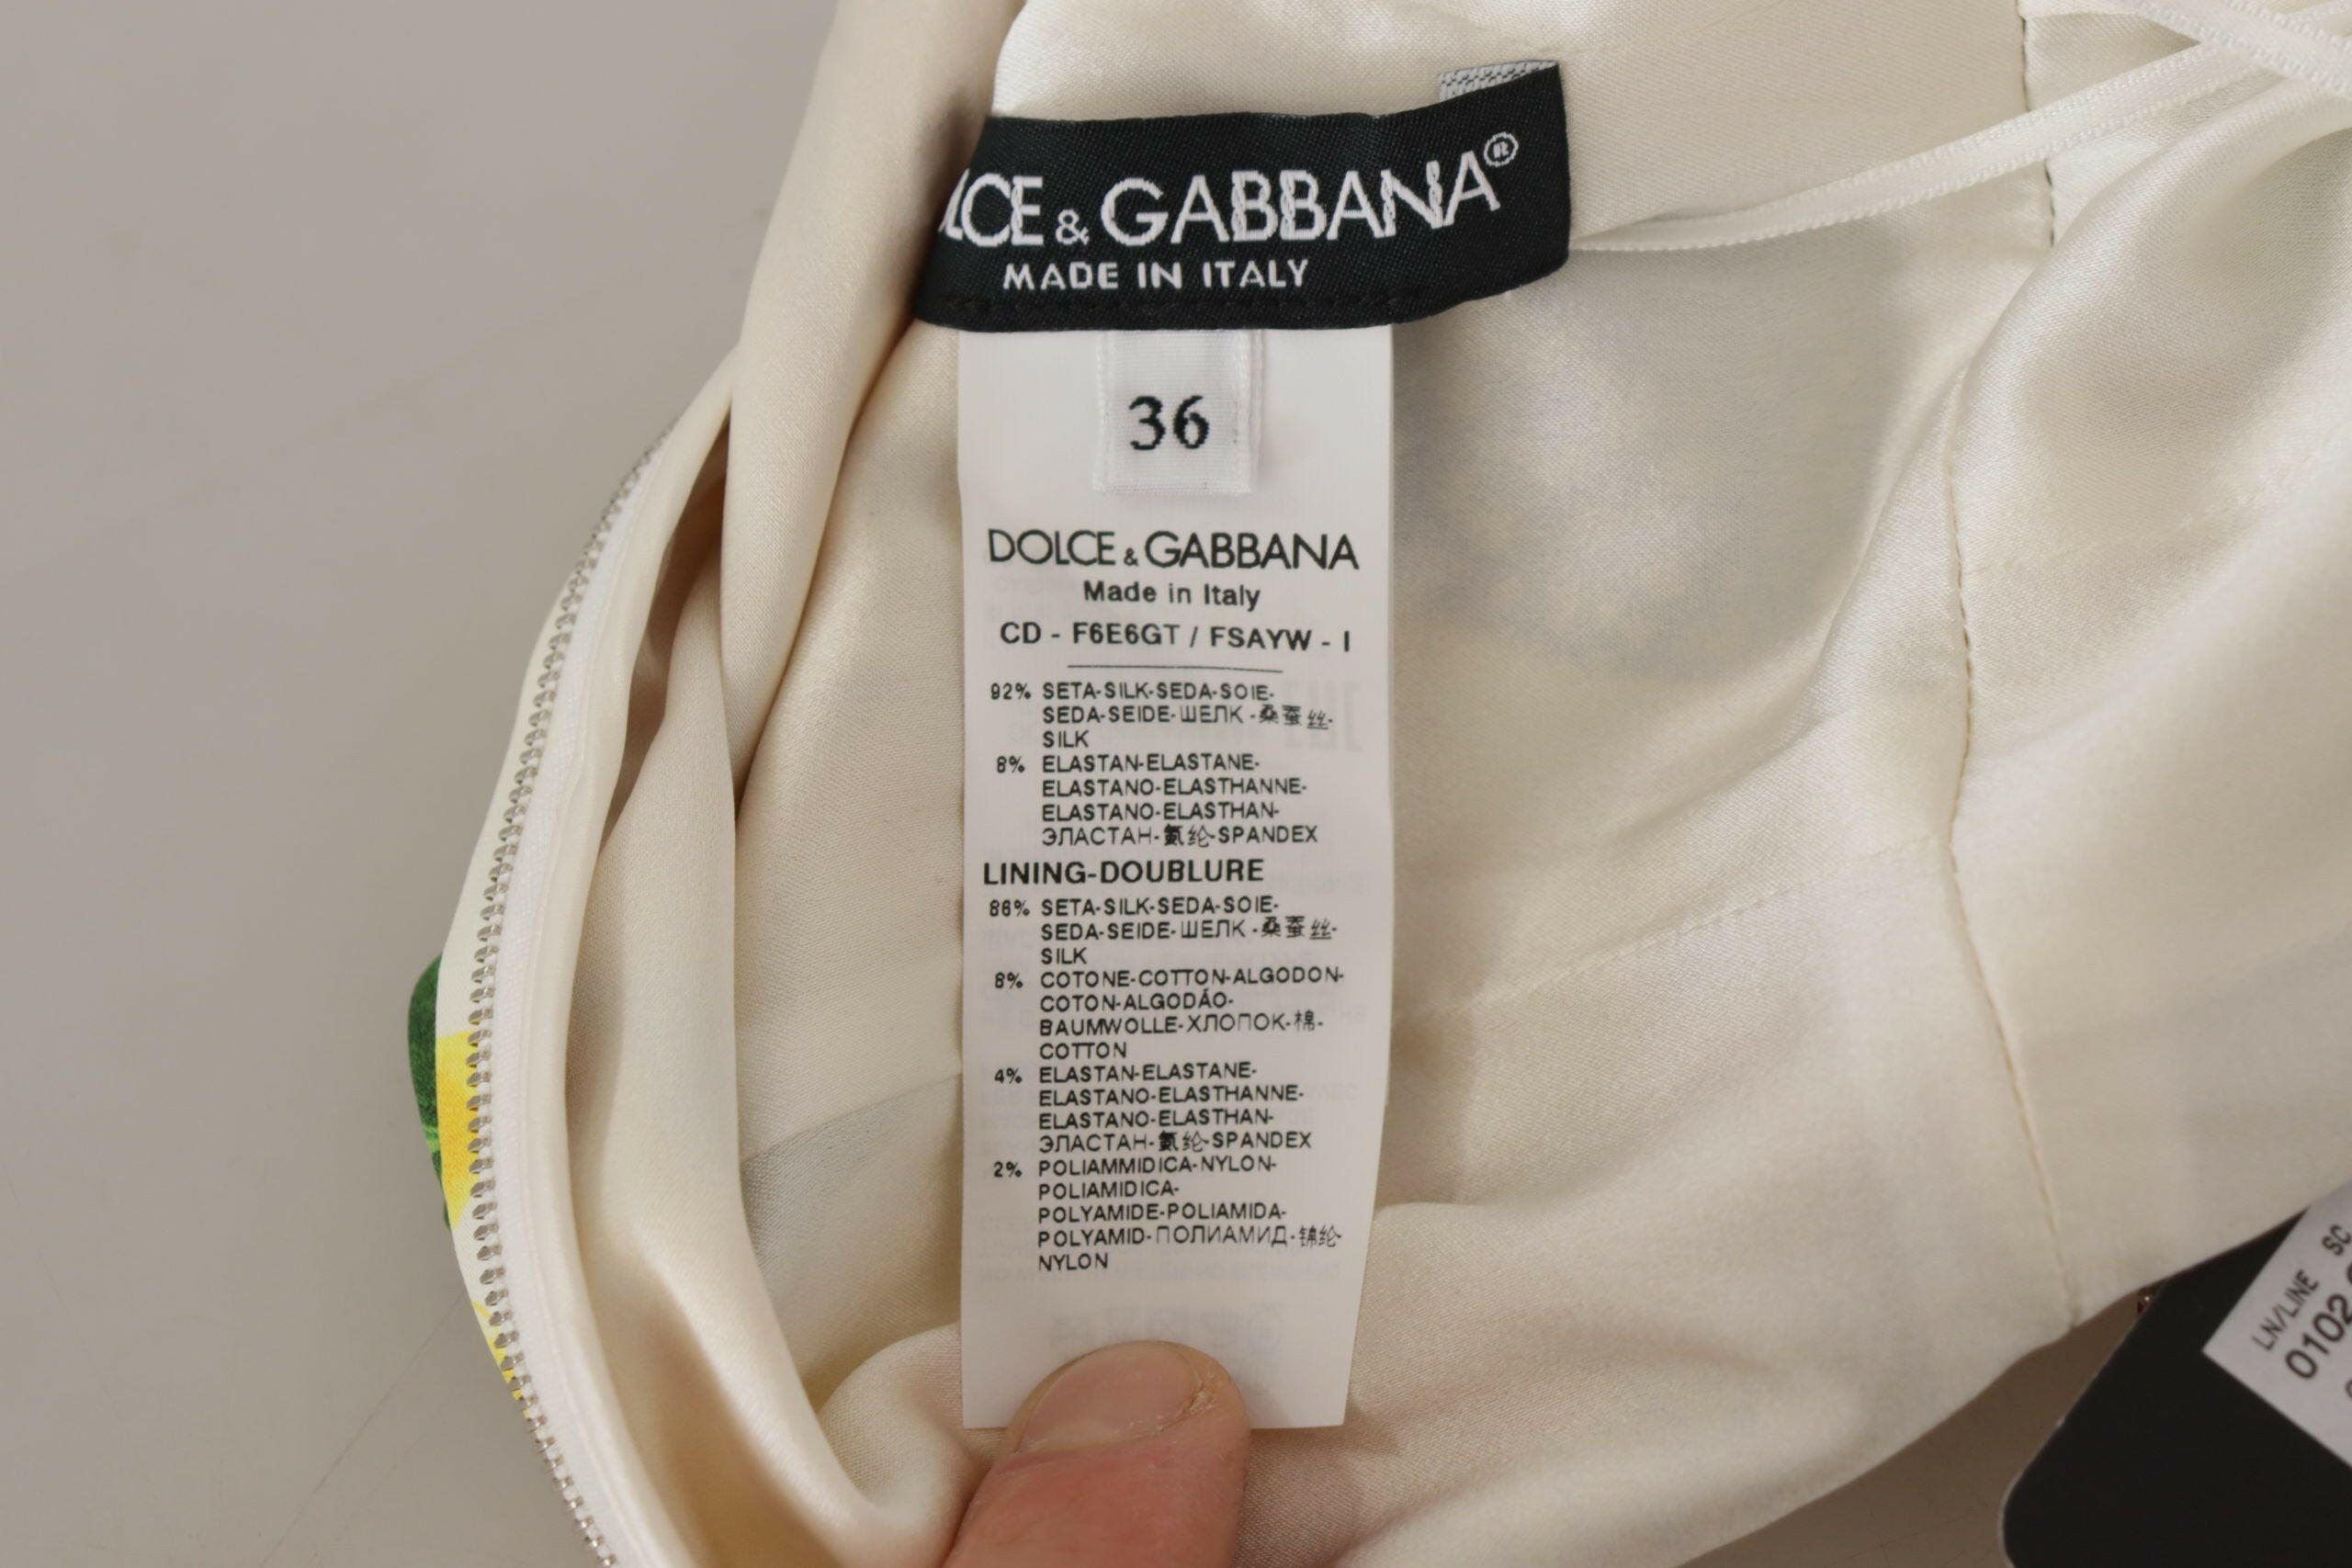 LCE & GABBANA®
MADE IN ITALY
36
DOLCE & GABBANA
Made in Italy
CD - F6E6GT / FSAYW - I
92% SETA-SILK-SEDA-SOIE-
SEDA-SEIDE-ШЕЛК-桑蚕丝-
SILK
8% ELASTAN-ELASTANE-
ELASTANO-ELASTHANNE-
ELASTANO-ELASTHAN-
ЭЛАСТАН-氨纶-SPANDEX
LINING-DOUBLURE
86% SETA-SILK-SEDA-SOIE-
SEDA-SEIDE-ШЕЛК-桑蚕丝-
SILK
8% COTONE-COTTON-ALGODON-
COTON-ALGODÃO-
BAUMWOLLE-ХЛОПОК-棉-
COTTON
4% ELASTAN-ELASTANE-
ELASTANO-ELASTHANNE-
ELASTANO-ELASTHAN-
ЭЛАСТАН-氨纶-SPANDEX
2% POLIAMMIDICA-NYLON-
POLIAMIDICA-
POLYAMIDE-POLIAMIDA-
POLYAMID-ПОЛИАМИД-锦纶-
NYLON
LN/LINE SC
0102